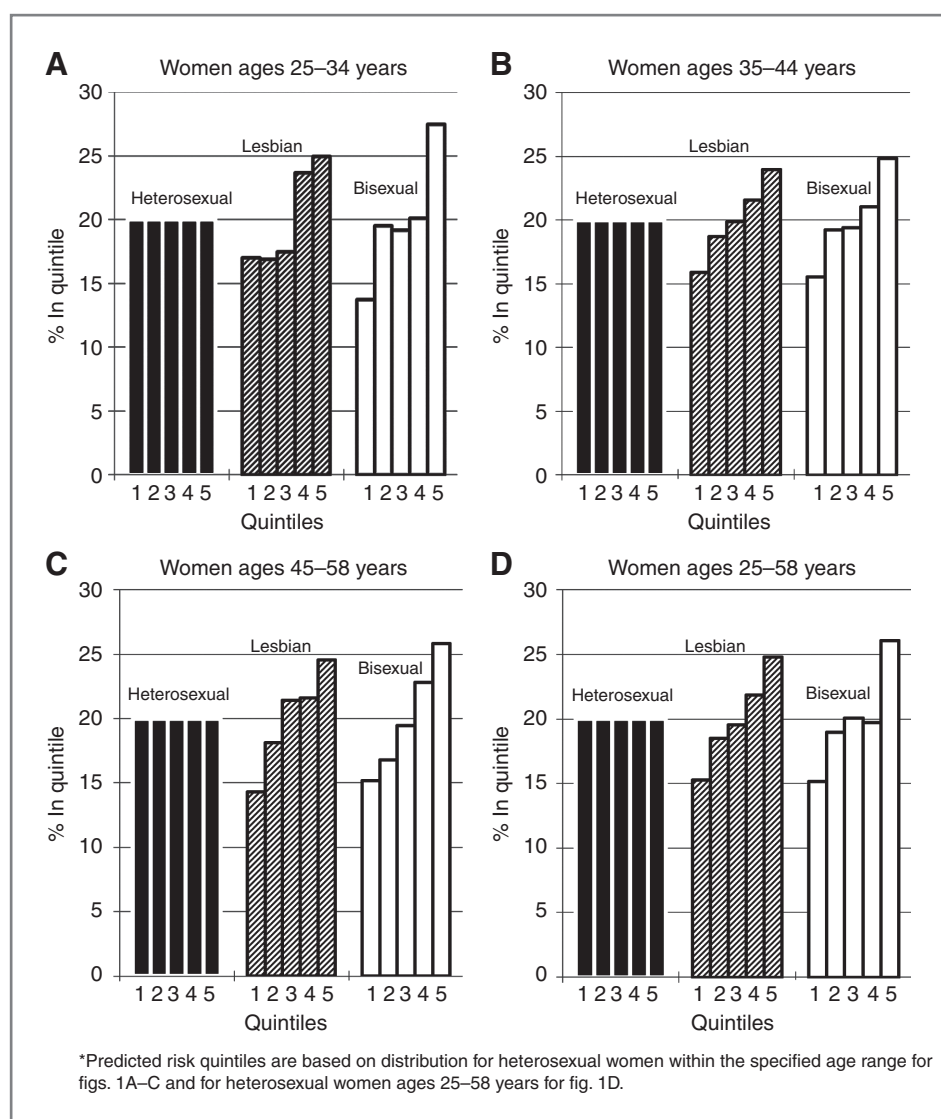 A
Women ages 25–34 years
30
25
20
15
10
5
0
% In quintile
Heterosexual
Lesbian
Bisexual
1 2 3 4 5 1 2 3 4 5 1 2 3 4 5
Quintiles
B
Women ages 35–44 years
30
25
20
15
10
5
0
% In quintile
Heterosexual
Lesbian
Bisexual
1 2 3 4 5 1 2 3 4 5 1 2 3 4 5
Quintiles
C
Women ages 45–58 years
30
25
20
15
10
5
0
% In quintile
Heterosexual
Lesbian
Bisexual
1 2 3 4 5 1 2 3 4 5 1 2 3 4 5
Quintiles
D
Women ages 25–58 years
30
25
20
15
10
5
0
% In quintile
Heterosexual
Lesbian
Bisexual
1 2 3 4 5 1 2 3 4 5 1 2 3 4 5
Quintiles
*Predicted risk quintiles are based on distribution for heterosexual women within the specified age range for
figs. 1A–C and for heterosexual women ages 25–58 years for fig. 1D.